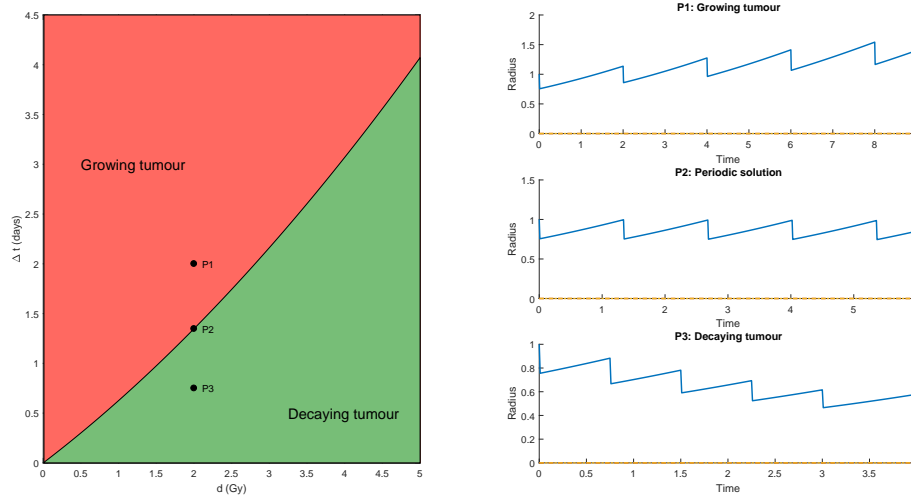 4.5
4
3.5
3
2.5
2
1.5
1
0.5
0
Δ t (days)
Growing tumour
P1
P2
P3
Decaying tumour
0 0.5 1 1.5 2 2.5 3 3.5 4 4.5 5
d (Gy)
P1: Growing tumour
2
1.5
1
0.5
0
Radius
0 1 2 3 4 5 6 7 8
Time
P2: Periodic solution
1.5
1
0.5
0
Radius
0 1 2 3 4 5
Time
P3: Decaying tumour
1
0.8
0.6
0.4
0.2
0
Radius
0 0.5 1 1.5 2 2.5 3 3.5
Time